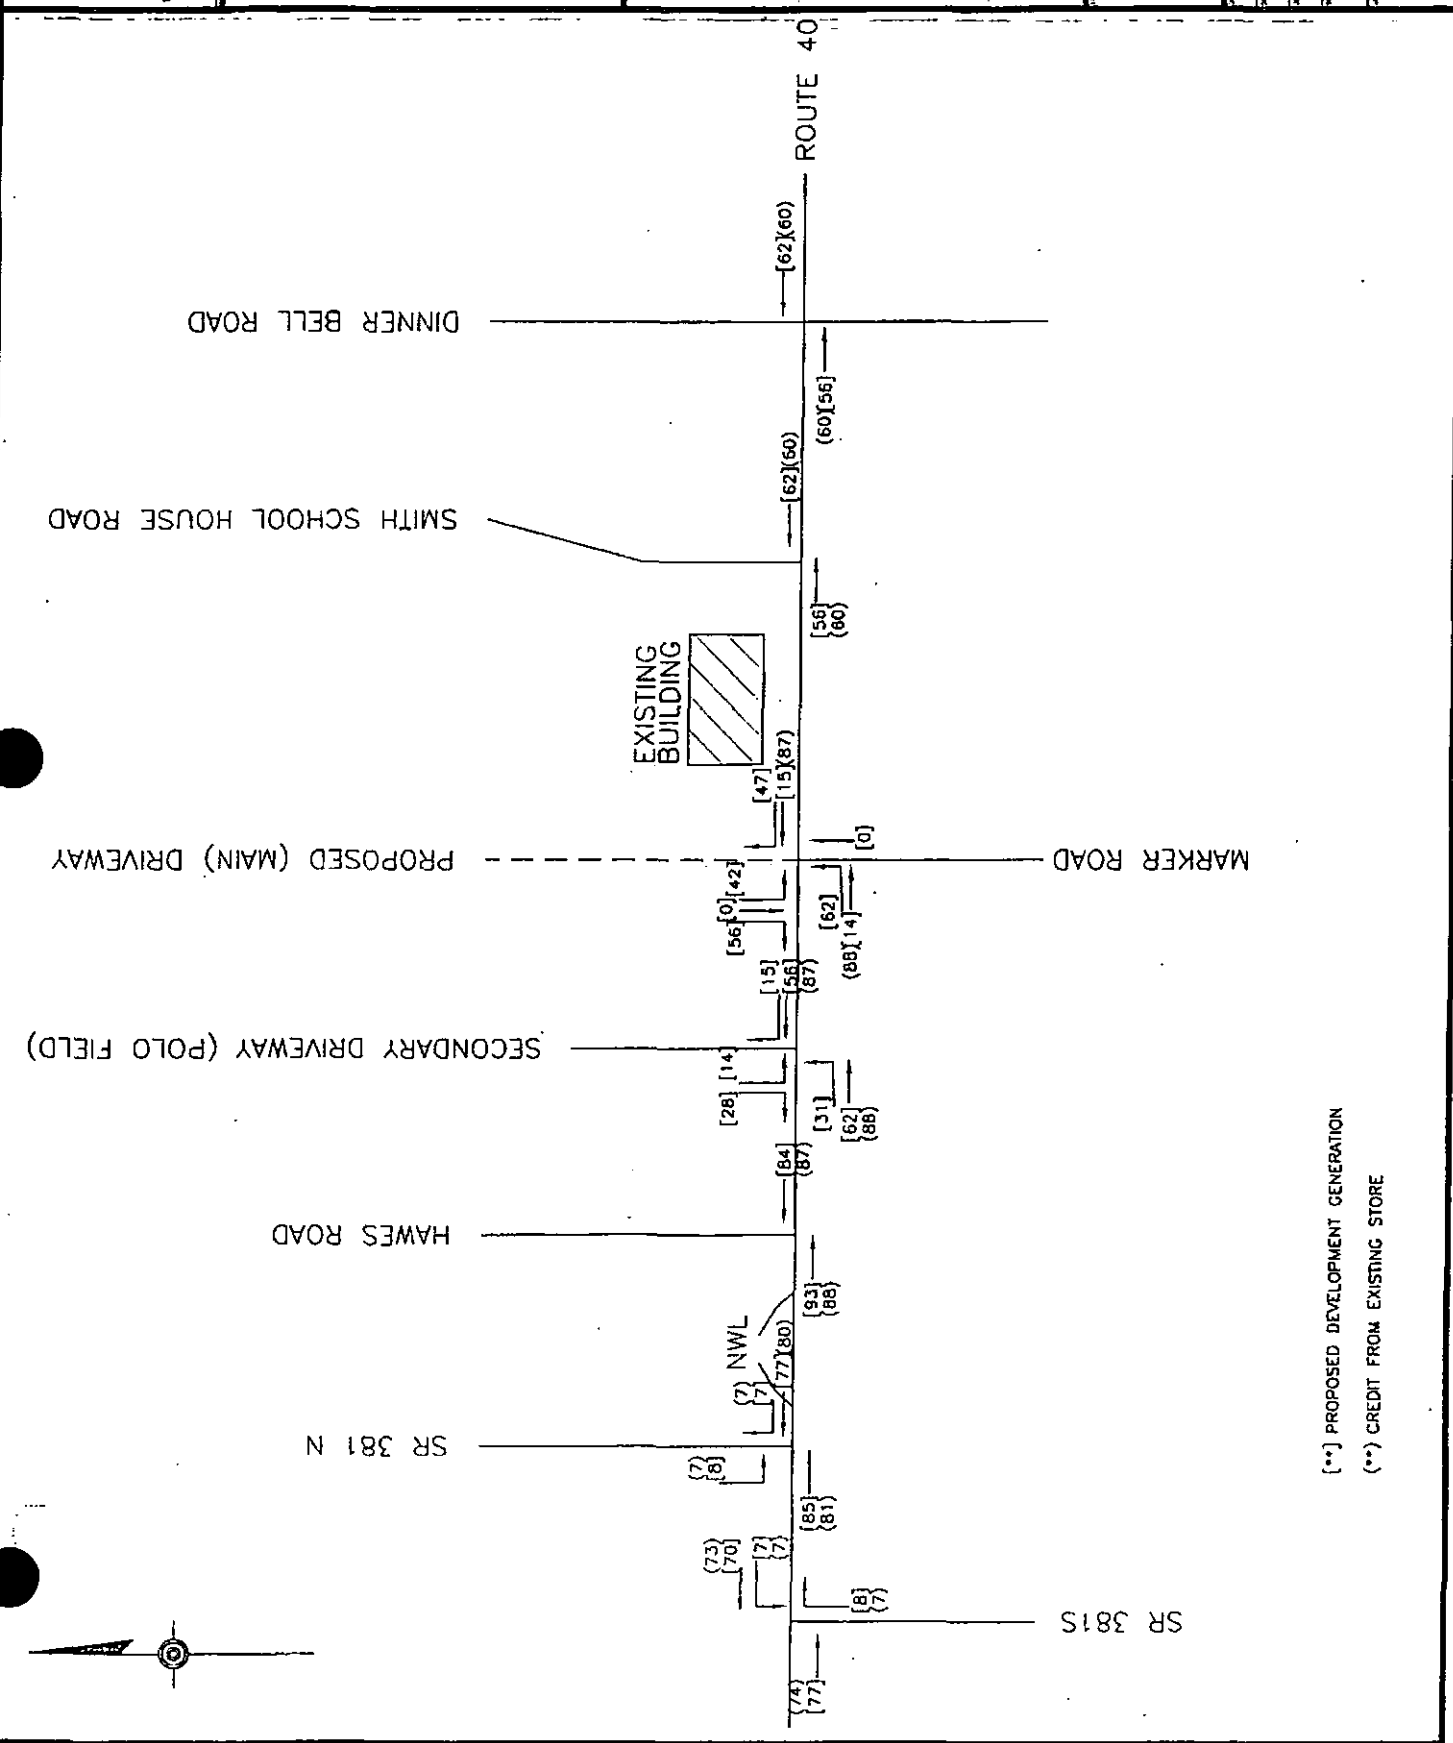 ROUTE 40
[62](60)
DINNER BELL ROAD
(60)[56]
[62](60)
SMITH SCHOOL HOUSE ROAD
[56]
(60)
EXISTING
BUILDING
[47]
[15](87)
PROPOSED (MAIN) DRIVEWAY
[0]
MARKER ROAD
[42]
[0]
[56]
[62]
(88)[14]
[15]
[56]
(87)
SECONDARY DRIVEWAY (POLO FIELD)
[14]
[28]
[31]
[62]
(88)
[84]
(87)
HAWES ROAD
[93]
(88)
NWL
[77](80)
(7)
[7]
SR 381 N
(7)
[8]
[85]
(81)
(73)
[70]
[7]
(7)
[8]
(7)
SR 381S
(74)
[77]
[**] PROPOSED DEVELOPMENT GENERATION
(**) CREDIT FROM EXISTING STORE